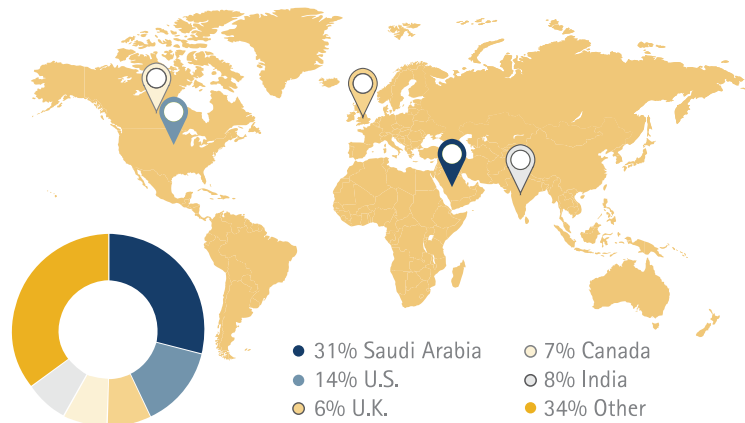 31% Saudi Arabia
14% U.S.
6% U.K.
7% Canada
8% India
34% Other